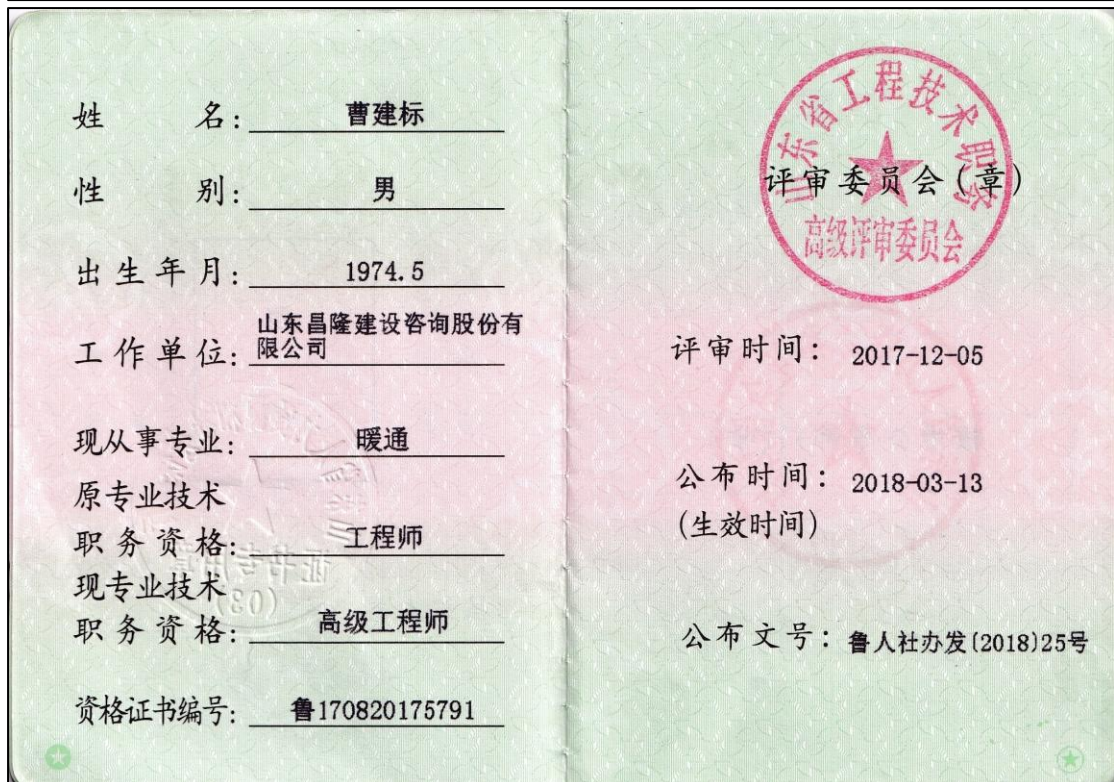 姓 名: 曹建标
性 别: 男
出生年月: 1974.5
工作单位: 山东昌隆建设咨询股份有
限公司
现从事专业: 暖通
原专业技术
职务资格: 工程师
现专业技术
职务资格: 高级工程师
资格证书编号: 鲁170820175791
山东省工程技术职务
评审委员会(章)
高级评审委员会
评审时间: 2017-12-05
公布时间: 2018-03-13
(生效时间)
公布文号: 鲁人社办发〔2018〕25号
证书专用章
(03)